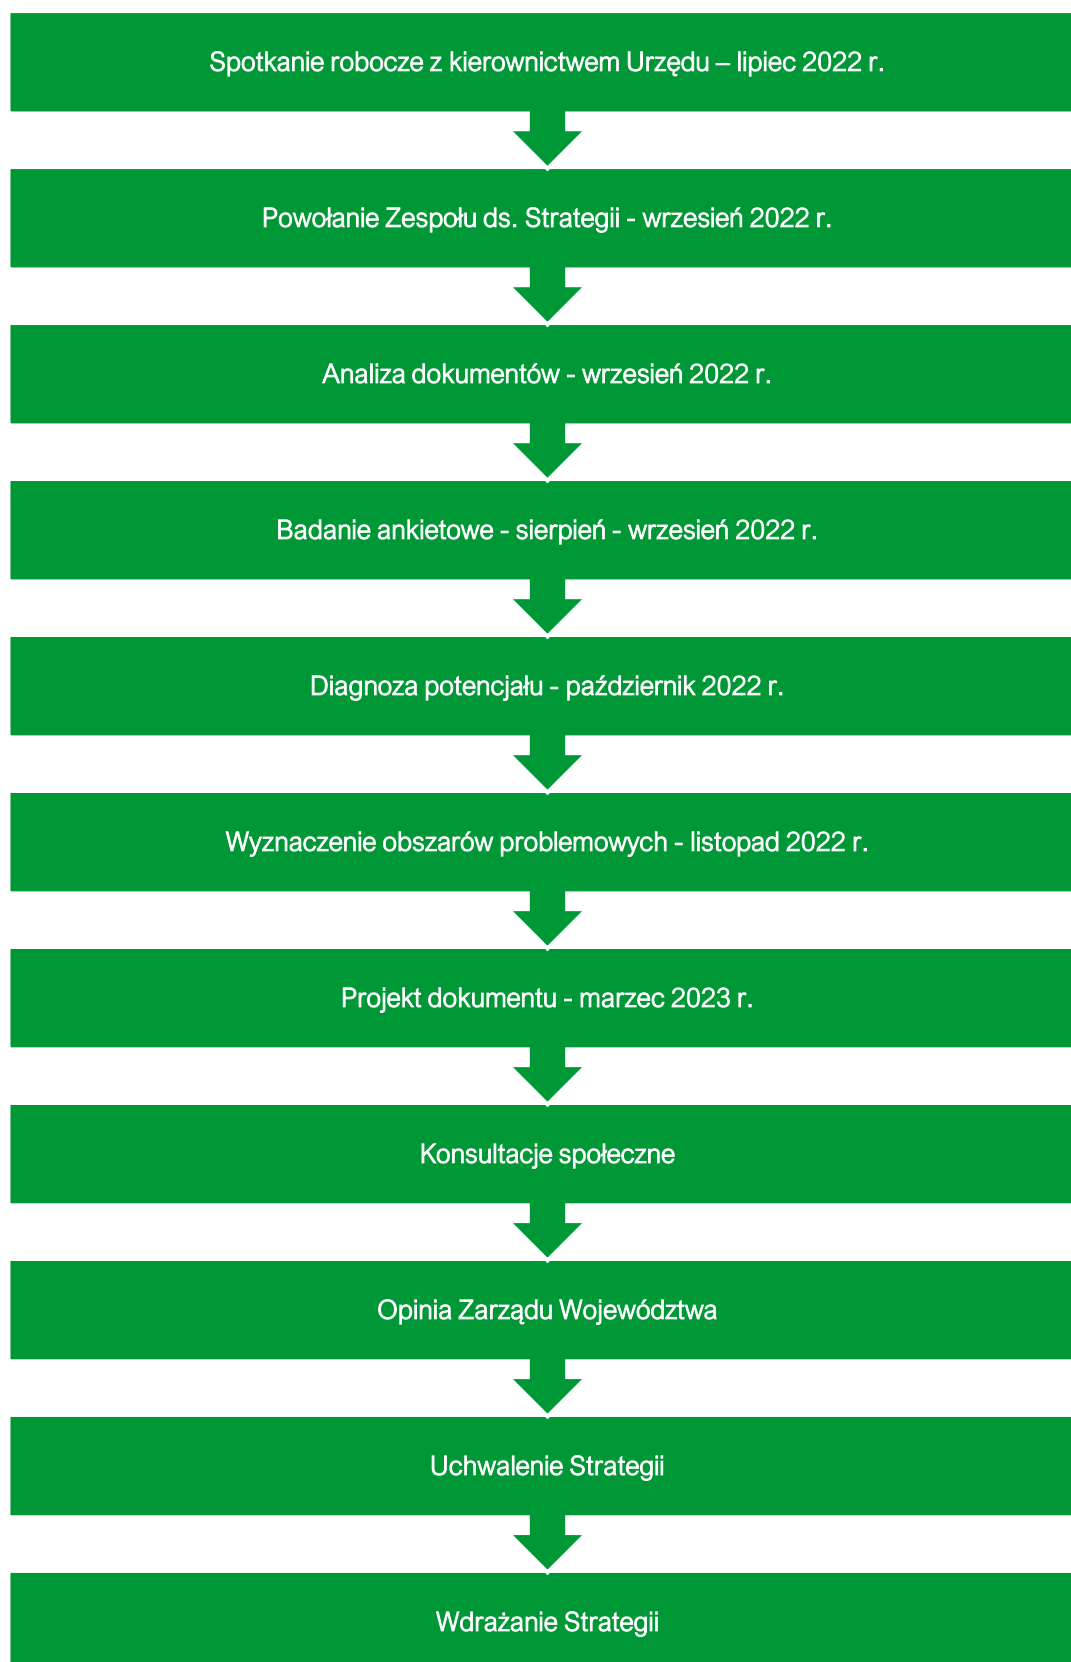 Spotkanie robocze z kierownictwem Urzędu – lipiec 2022 r.
Powołanie Zespołu ds. Strategii - wrzesień 2022 r.
Analiza dokumentów - wrzesień 2022 r.
Badanie ankietowe - sierpień - wrzesień 2022 r.
Diagnoza potencjału - październik 2022 r.
Wyznaczenie obszarów problemowych - listopad 2022 r.
Projekt dokumentu - marzec 2023 r.
Konsultacje społeczne
Opinia Zarządu Województwa
Uchwalenie Strategii
Wdrażanie Strategii